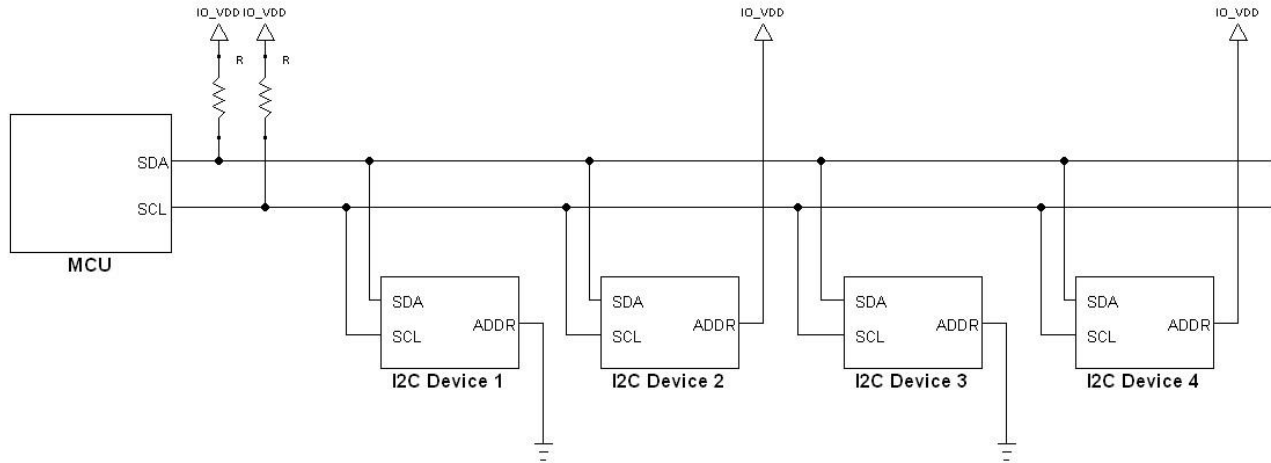 IO_VDD IO_VDD IO_VDD IO_VDD
R R
SDA
SCL
MCU
SDA
SCL
ADDR
I2C Device 1
SDA
SCL
ADDR
I2C Device 2
SDA
SCL
ADDR
I2C Device 3
SDA
SCL
ADDR
I2C Device 4